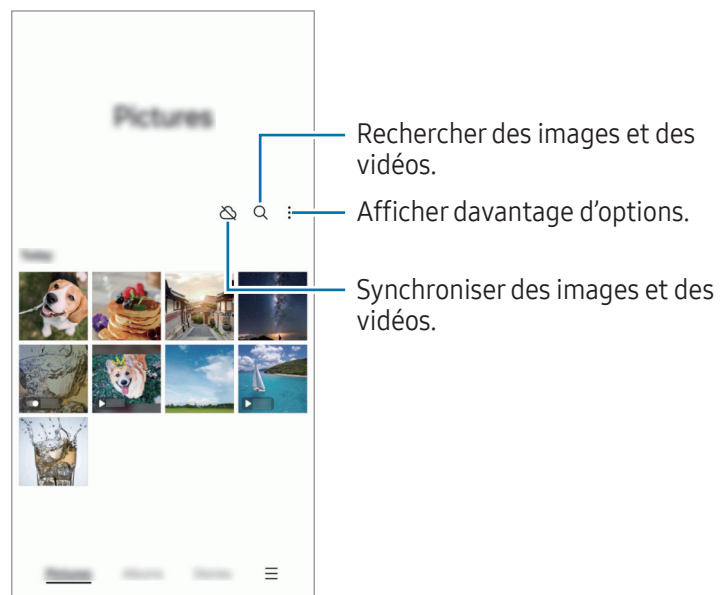 Pictures
Rechercher des images et des
vidéos.
Afficher davantage d'options.
Today
Synchroniser des images et des
vidéos.
Pictures
Albums
Stories